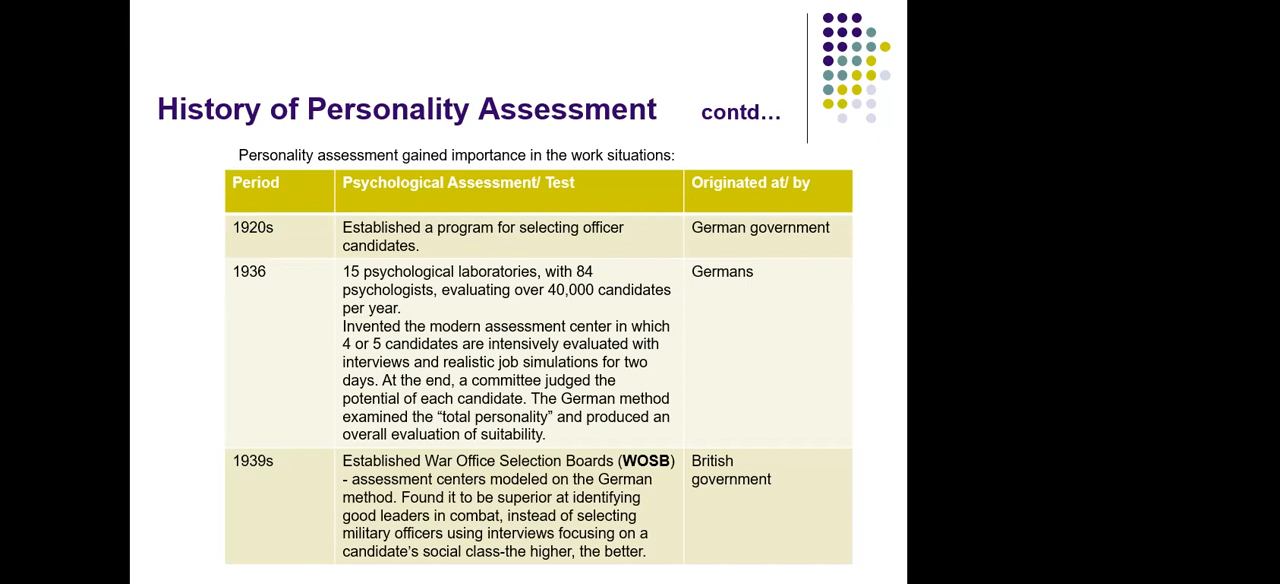 History of Personality Assessment contd...
Personality assessment gained importance in the work situations:
Period Psychological Assessment/ Test Originated at/ by
1920s Established a program for selecting officer German government
candidates.
1936 15 psychological laboratories, with 84 Germans
psychologists, evaluating over 40,000 candidates
per year.
Invented the modern assessment center in which
4 or 5 candidates are intensively evaluated with
interviews and realistic job simulations for two
days. At the end, a committee judged the
potential of each candidate. The German method
examined the “total personality” and produced an
overall evaluation of suitability.
1939s Established War Office Selection Boards (WOSB) British
- assessment centers modeled on the German government
method. Found it to be superior at identifying
good leaders in combat, instead of selecting
military officers using interviews focusing on a
candidate's social class-the higher, the better.